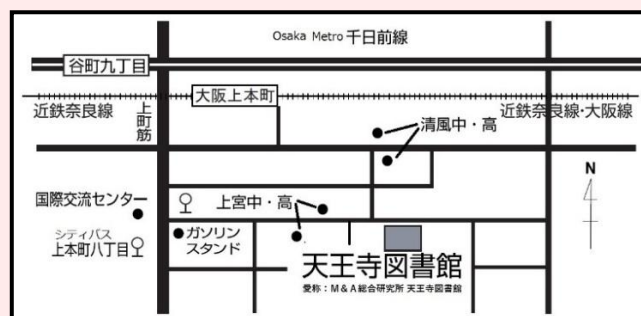 Osaka Metro 千日前線
谷町九丁目
大阪上本町
近鉄奈良線
上町筋
近鉄奈良線・大阪線
清風中・高
N
国際交流センター
上宮中・高
シティバス
上本町八丁目
ガソリン
スタンド
天王寺図書館
愛称：M＆A総合研究所 天王寺図書館